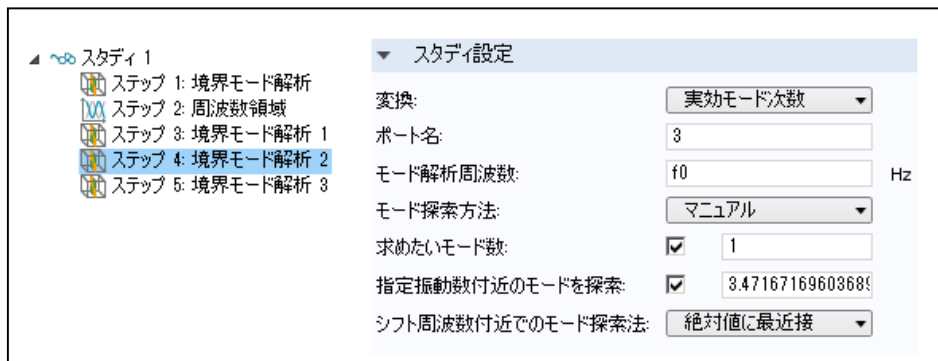 スタディ 1
ステップ 1: 境界モード解析
ステップ 2: 周波数領域
ステップ 3: 境界モード解析 1
ステップ 4: 境界モード解析 2
ステップ 5: 境界モード解析 3
スタディ設定
変換: 実効モード次数
ポート名: 3
モード解析周波数: f0 Hz
モード探索方法: マニュアル
求めたいモード数: 1
指定振動数付近のモードを探索: 3.4716716960368
シフト周波数付近でのモード探索法: 絶対値に最近接